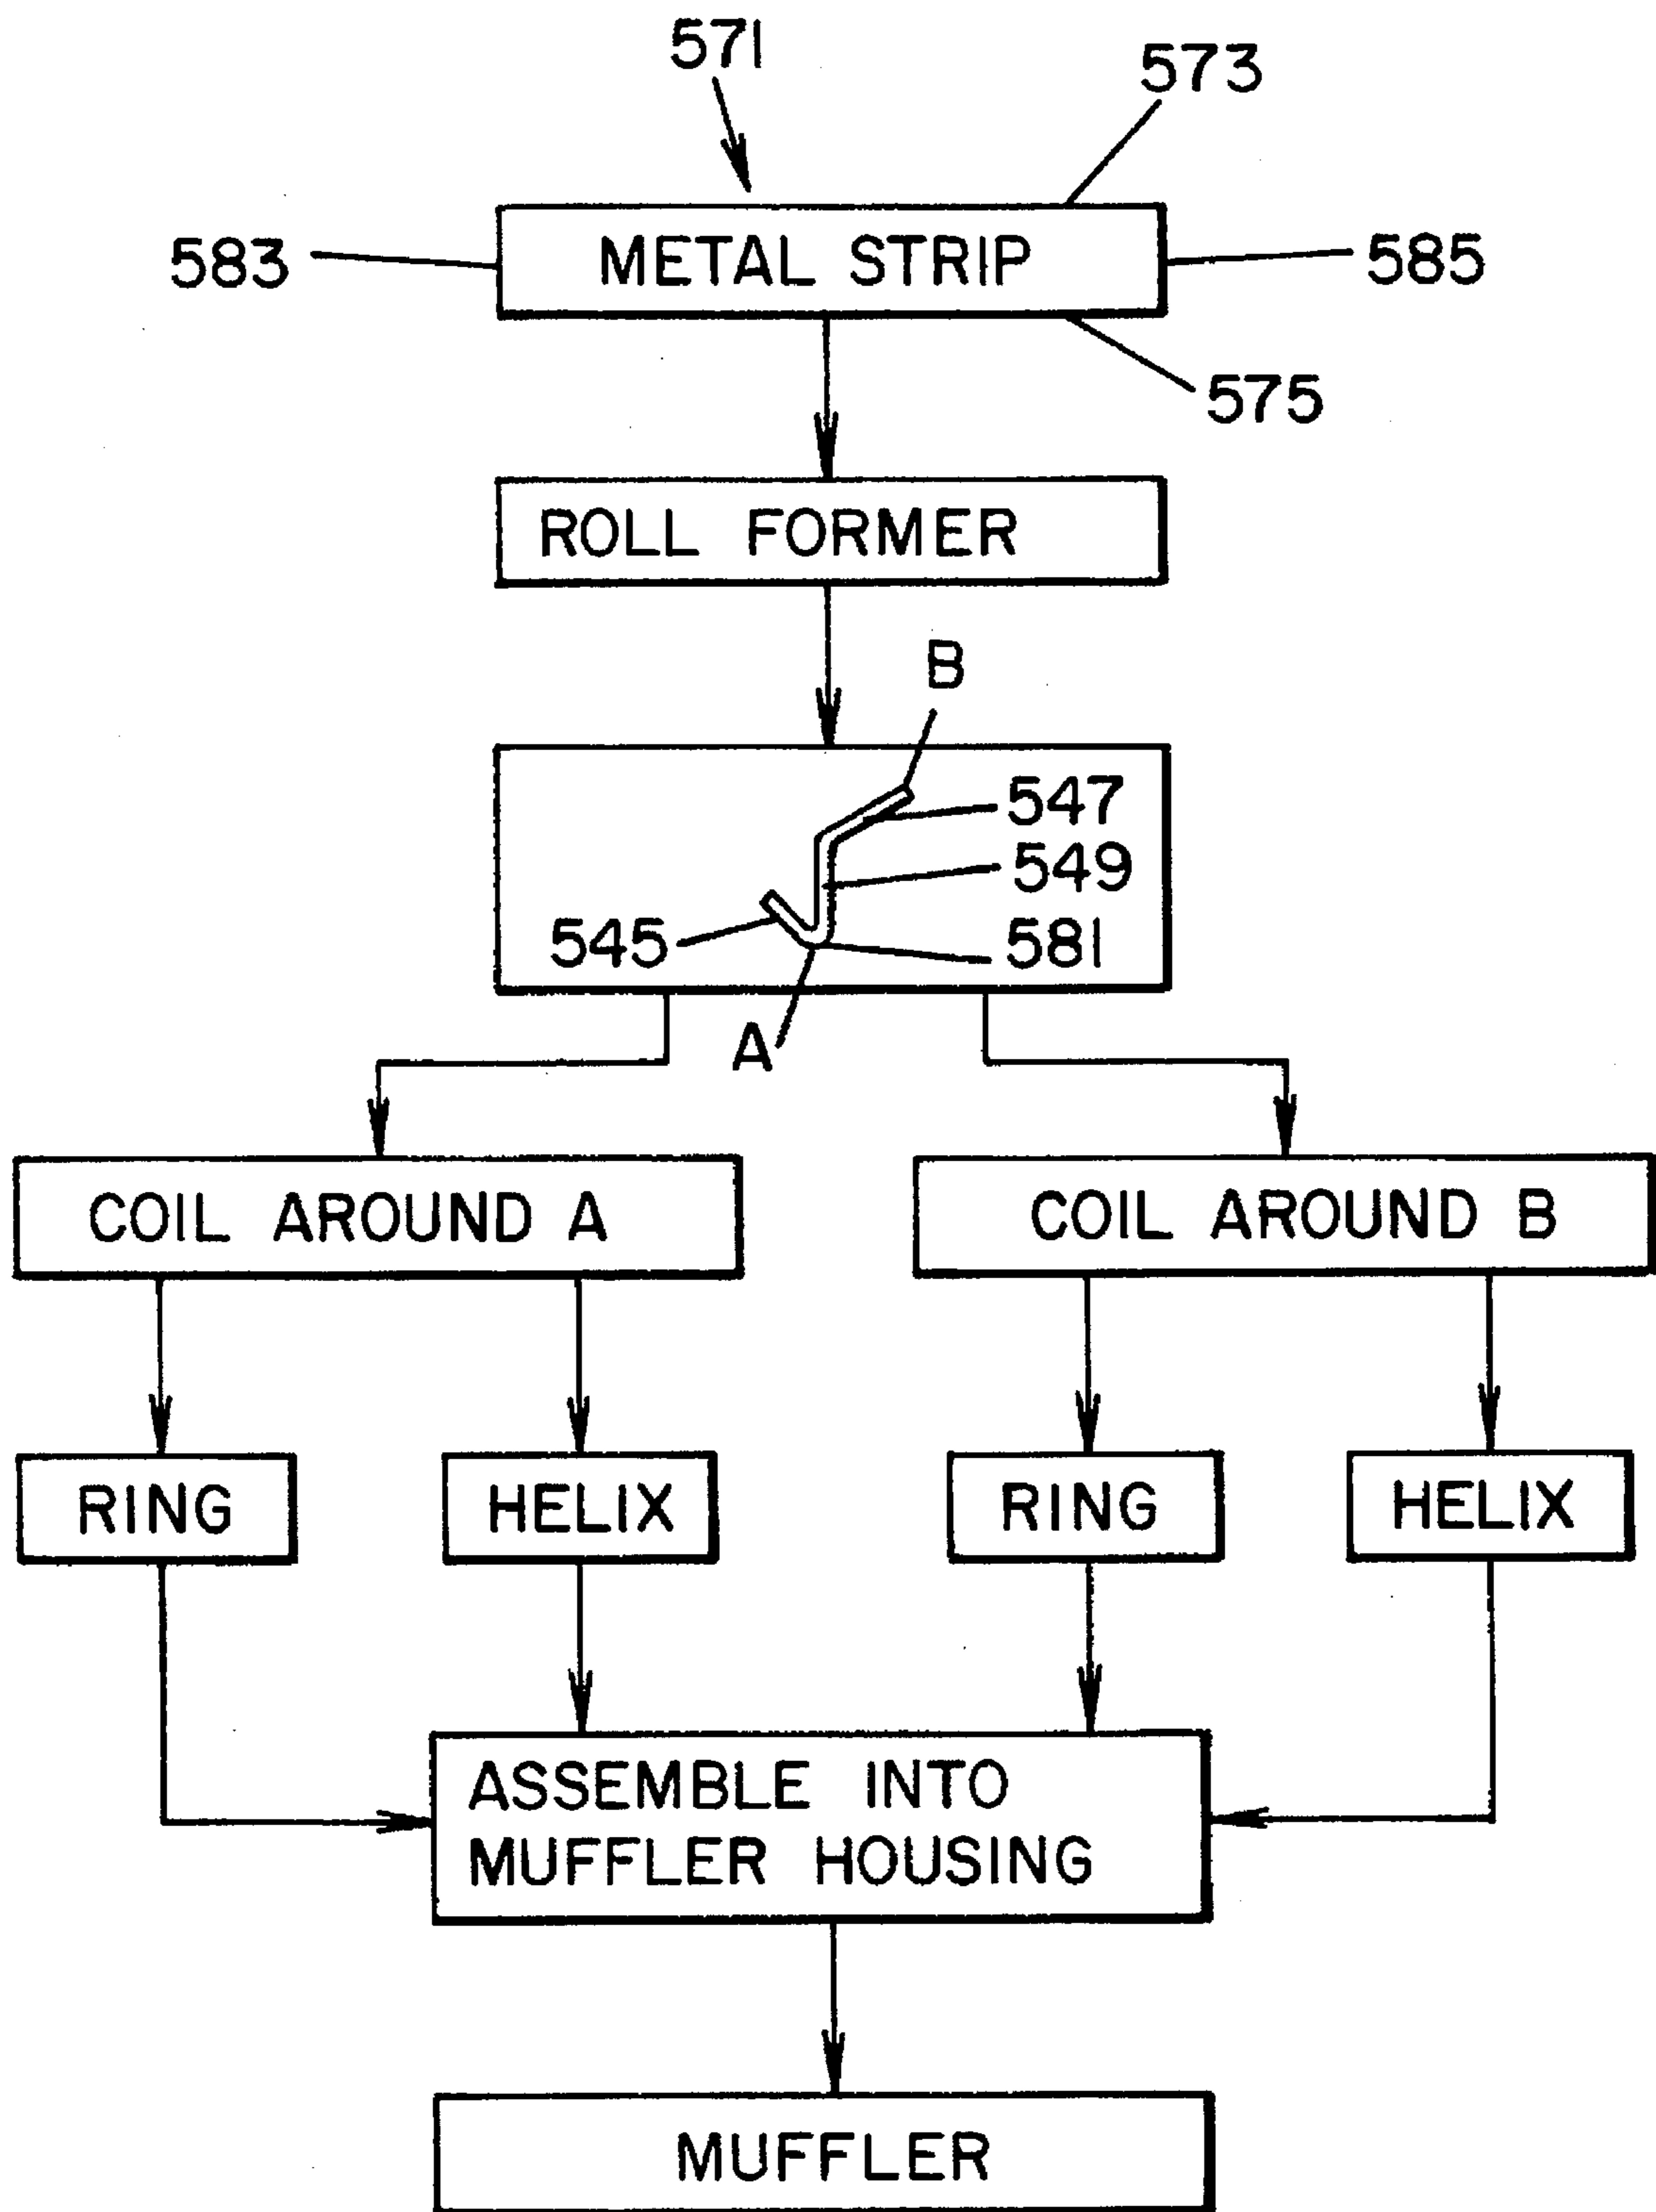 571
573
583
METAL STRIP
585
575
ROLL FORMER
B
547
549
545
581
A
COIL AROUND A
COIL AROUND B
RING
HELIX
RING
HELIX
ASSEMBLE INTO
MUFFLER HOUSING
MUFFLER